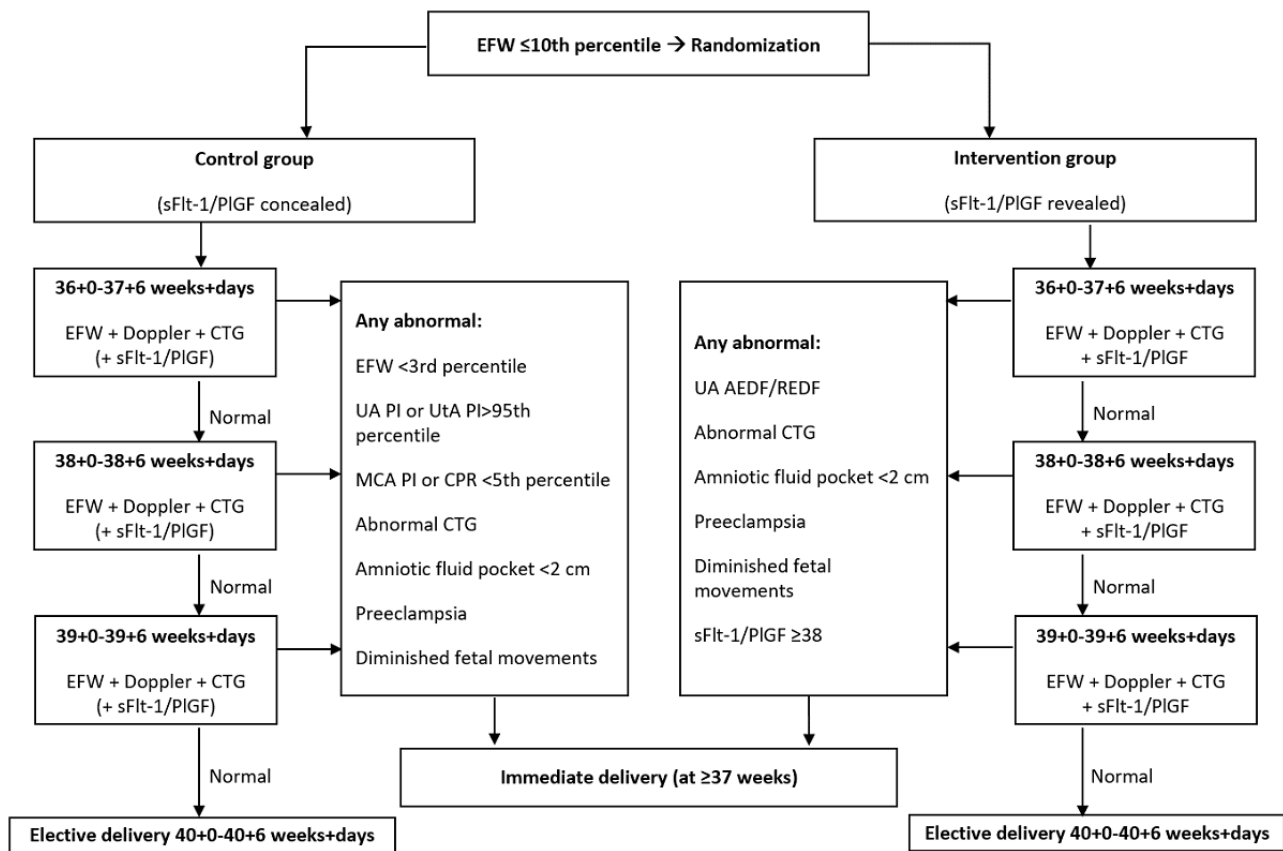 EFW ≤10th percentile → Randomization
Control group
(sFlt-1/PlGF concealed)
Intervention group
(sFlt-1/PlGF revealed)
36+0-37+6 weeks+days
EFW + Doppler + CTG
(+ sFlt-1/PlGF)
Normal
38+0-38+6 weeks+days
EFW + Doppler + CTG
(+ sFlt-1/PlGF)
Normal
39+0-39+6 weeks+days
EFW + Doppler + CTG
(+ sFlt-1/PlGF)
Normal
Elective delivery 40+0-40+6 weeks+days
Any abnormal:
EFW <3rd percentile
UA PI or UtA PI>95th
percentile
MCA PI or CPR <5th percentile
Abnormal CTG
Amniotic fluid pocket <2 cm
Preeclampsia
Diminished fetal movements
Any abnormal:
UA AEDF/REDF
Abnormal CTG
Amniotic fluid pocket <2 cm
Preeclampsia
Diminished fetal
movements
sFlt-1/PlGF ≥38
Immediate delivery (at ≥37 weeks)
36+0-37+6 weeks+days
EFW + Doppler + CTG
+ sFlt-1/PlGF
Normal
38+0-38+6 weeks+days
EFW + Doppler + CTG
+ sFlt-1/PlGF
Normal
39+0-39+6 weeks+days
EFW + Doppler + CTG
+ sFlt-1/PlGF
Normal
Elective delivery 40+0-40+6 weeks+days